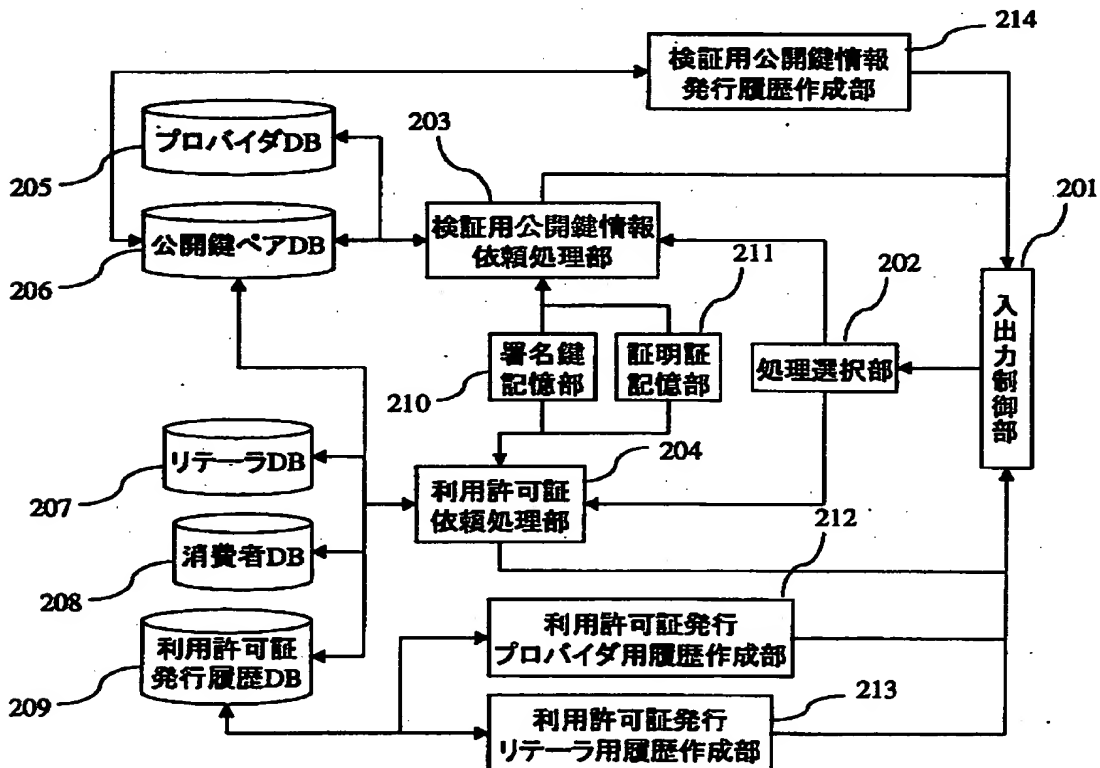 214
検証用公開鍵情報
発行履歴作成部
プロバイダDB
205
203
検証用公開鍵情報
依頼処理部
201
入出力制御部
公開鍵ペアDB
206
211
202
署名鍵
記憶部
210
証明証
記憶部
処理選択部
リテーラDB
207
204
利用許可証
依頼処理部
消費者DB
208
212
利用許可証発行
プロバイダ用履歴作成部
利用許可証
発行履歴DB
209
213
利用許可証発行
リテーラ用履歴作成部